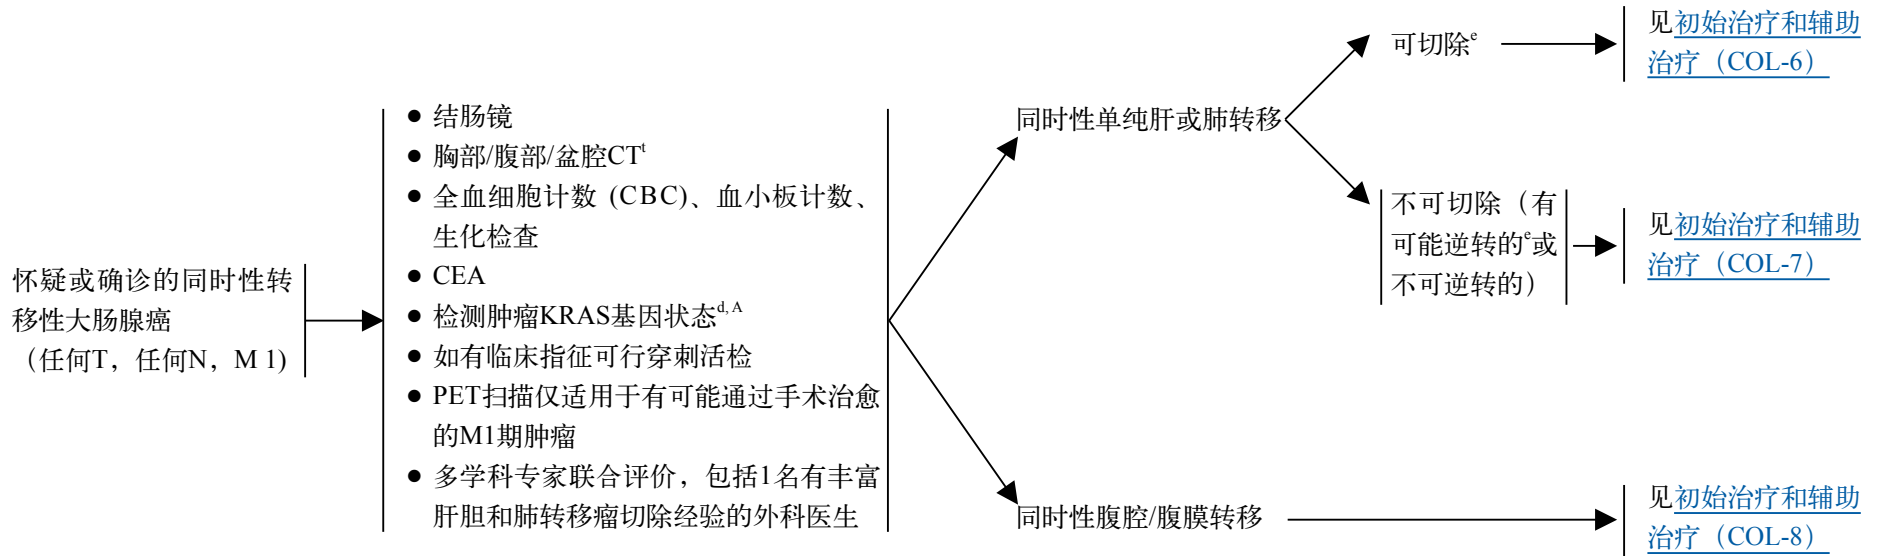 怀疑或确诊的同时性转
移性大肠腺癌
（任何T，任何N，M 1)
● 结肠镜
● 胸部/腹部/盆腔CTᵗ
● 全血细胞计数 (CBC)、血小板计数、
生化检查
● CEA
● 检测肿瘤KRAS基因状态ᵈ,ᴬ
● 如有临床指征可行穿刺活检
● PET扫描仅适用于有可能通过手术治愈
的M1期肿瘤
● 多学科专家联合评价，包括1名有丰富
肝胆和肺转移瘤切除经验的外科医生
同时性单纯肝或肺转移
可切除ᵉ
见初始治疗和辅助
治疗（COL-6）
不可切除（有
可能逆转的ᵉ或
不可逆转的）
见初始治疗和辅助
治疗（COL-7）
同时性腹腔/腹膜转移
见初始治疗和辅助
治疗（COL-8）